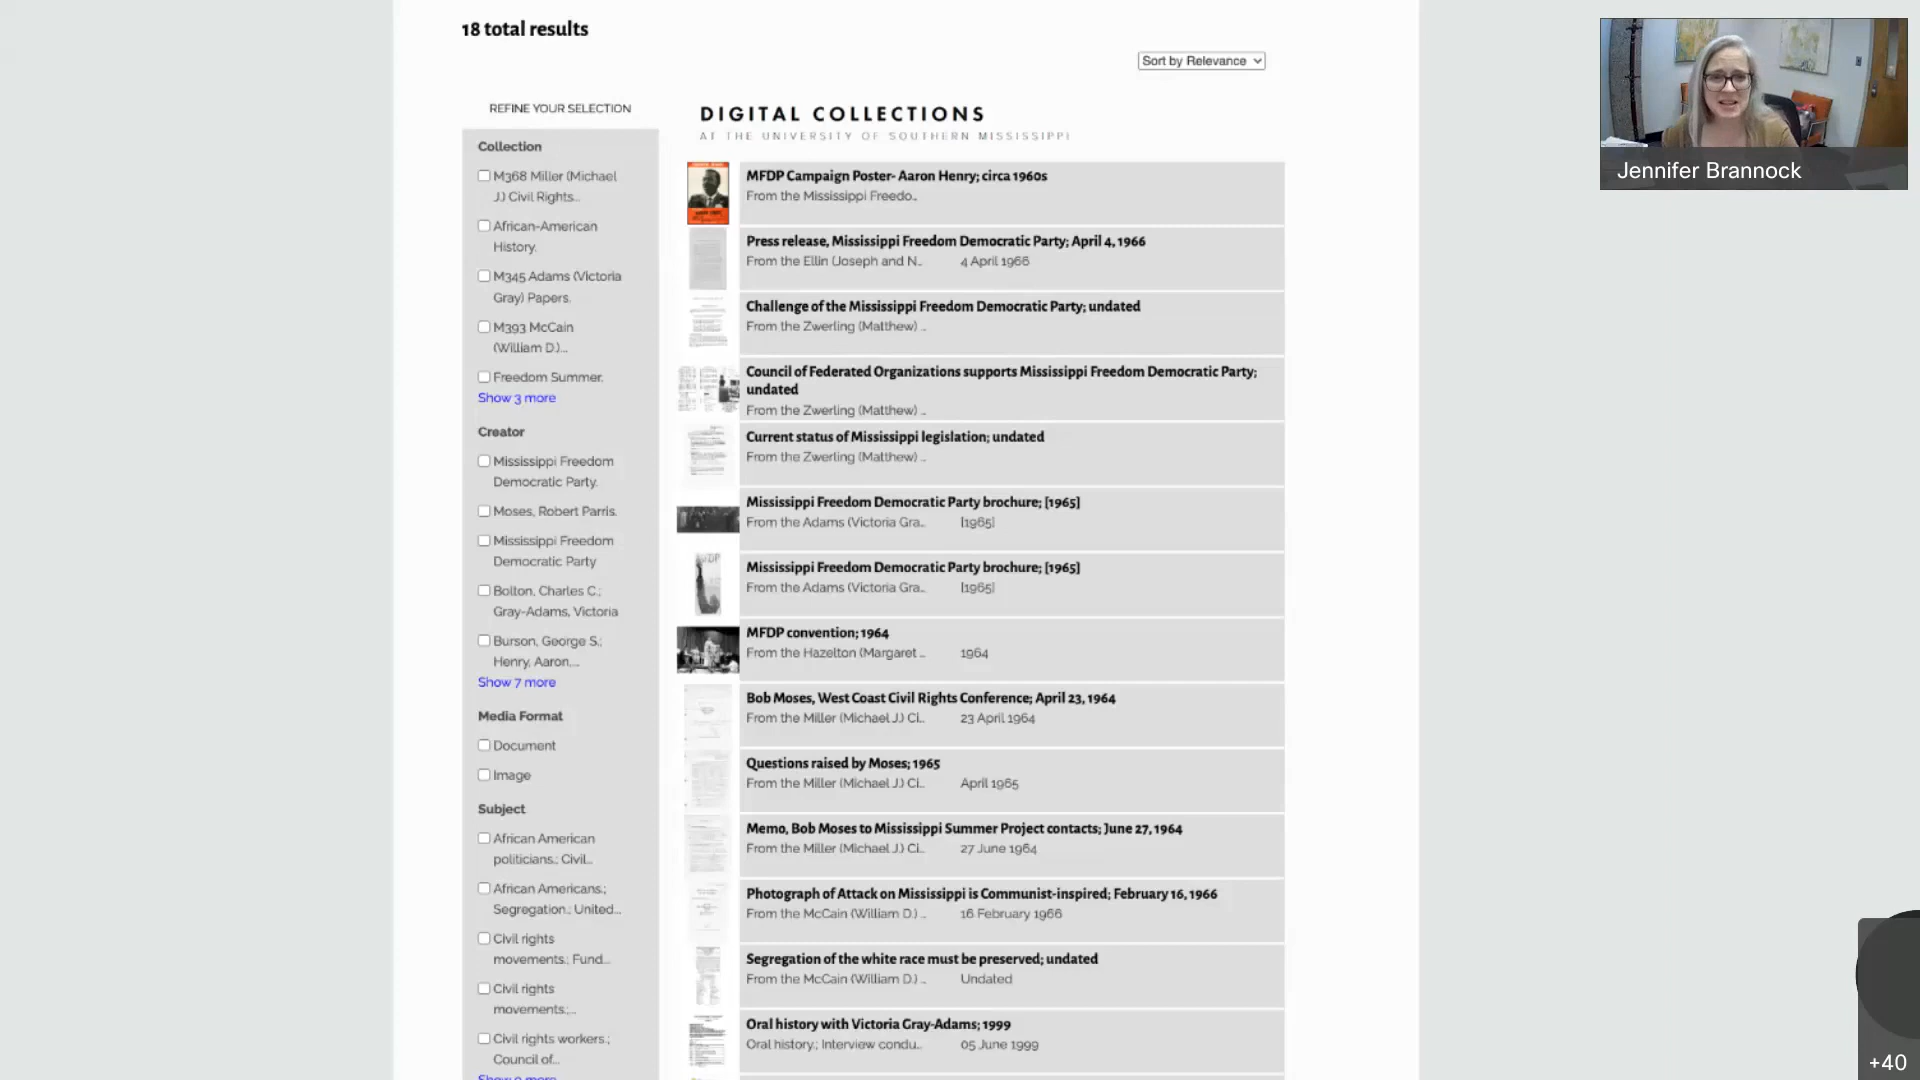 18 total results
Sort by Relevance
REFINE YOUR SELECTION
Collection
M368 Miller (Michael
J.) Civil Rights...
African-American
History.
M345 Adams (Victoria
Gray) Papers.
M393 McCain
(William D.)...
Freedom Summer.
Show 3 more
Creator
Mississippi Freedom
Democratic Party.
Moses, Robert Parris.
Mississippi Freedom
Democratic Party
Bolton, Charles C.;
Gray-Adams, Victoria
Burson, George S.;
Henry, Aaron,...
Show 7 more
Media Format
Document
Image
Subject
African American
politicians.; Civil...
African Americans.;
Segregation.; United...
Civil rights
movements.; Fund...
Civil rights
movements.;...
Civil rights workers.;
Council of...
DIGITAL COLLECTIONS
AT THE UNIVERSITY OF SOUTHERN MISSISSIPPI
MFDP Campaign Poster- Aaron Henry; circa 1960s
From the Mississippi Freedo...
Press release, Mississippi Freedom Democratic Party; April 4, 1966
From the Ellin (Joseph and N... 4 April 1966
Challenge of the Mississippi Freedom Democratic Party; undated
From the Zwerling (Matthew) ...
Council of Federated Organizations supports Mississippi Freedom Democratic Party;
undated
From the Zwerling (Matthew) ...
Current status of Mississippi legislation; undated
From the Zwerling (Matthew) ...
Mississippi Freedom Democratic Party brochure; [1965]
From the Adams (Victoria Gra... [1965]
Mississippi Freedom Democratic Party brochure; [1965]
From the Adams (Victoria Gra... [1965]
MFDP convention; 1964
From the Hazelton (Margaret ... 1964
Bob Moses, West Coast Civil Rights Conference; April 23, 1964
From the Miller (Michael J.) Ci... 23 April 1964
Questions raised by Moses; 1965
From the Miller (Michael J.) Ci... April 1965
Memo, Bob Moses to Mississippi Summer Project contacts; June 27, 1964
From the Miller (Michael J.) Ci... 27 June 1964
Photograph of Attack on Mississippi is Communist-inspired; February 16, 1966
From the McCain (William D.) ... 16 February 1966
Segregation of the white race must be preserved; undated
From the McCain (William D.) ... Undated
Oral history with Victoria Gray-Adams; 1999
Oral history.; Interview condu... 05 June 1999
Jennifer Brannock
+40